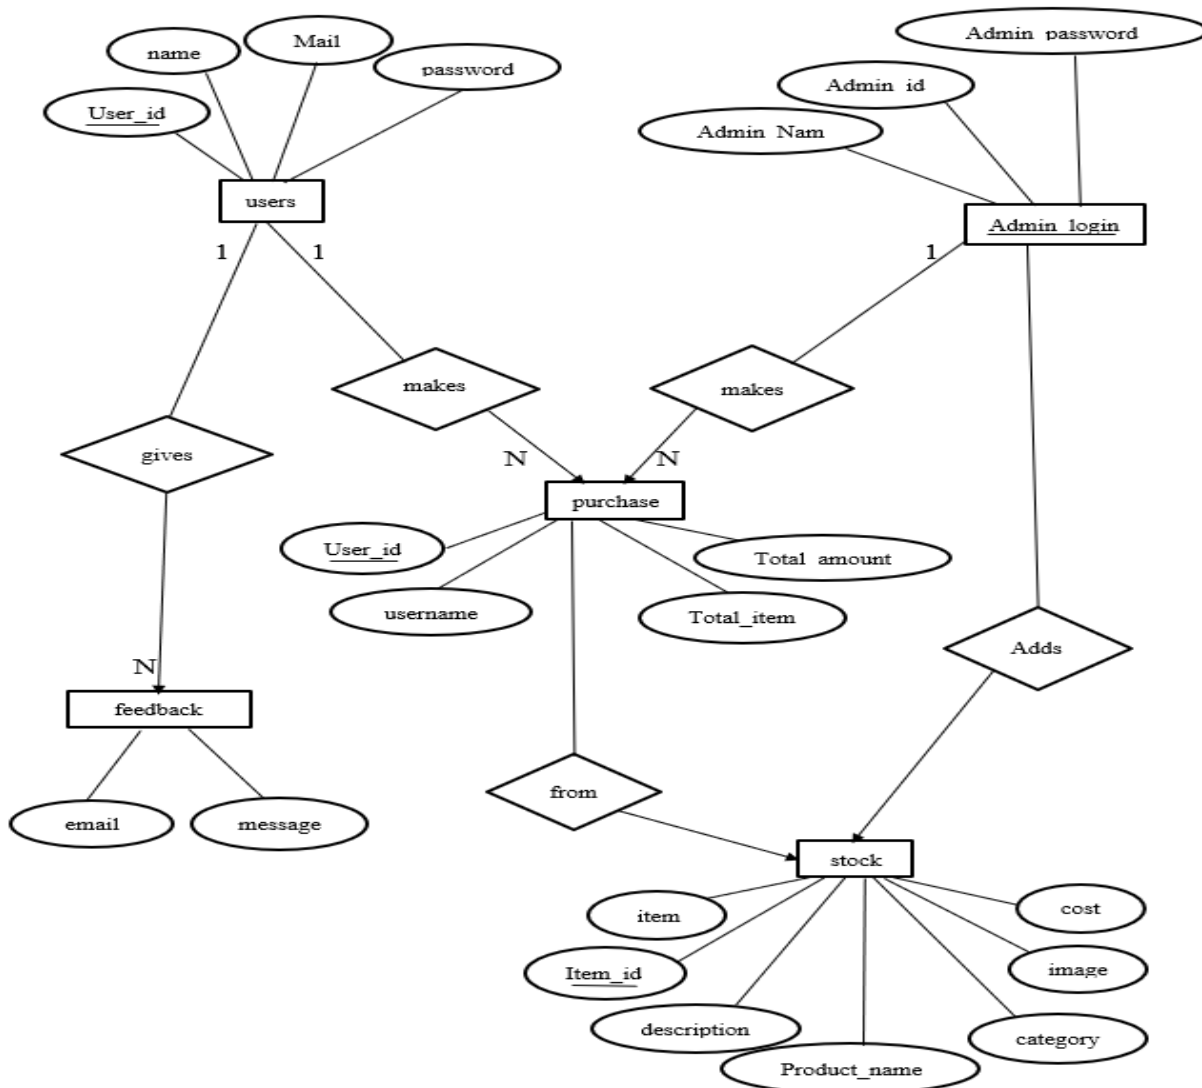 Admin password
Mail
name
password
Admin id
User_id
Admin Nam
users
Admin login
1
1
1
makes
makes
gives
N
N
purchase
User_id
Total amount
username
Total_item
Adds
N
feedback
from
email
message
stock
item
cost
Item_id
image
description
category
Product_name